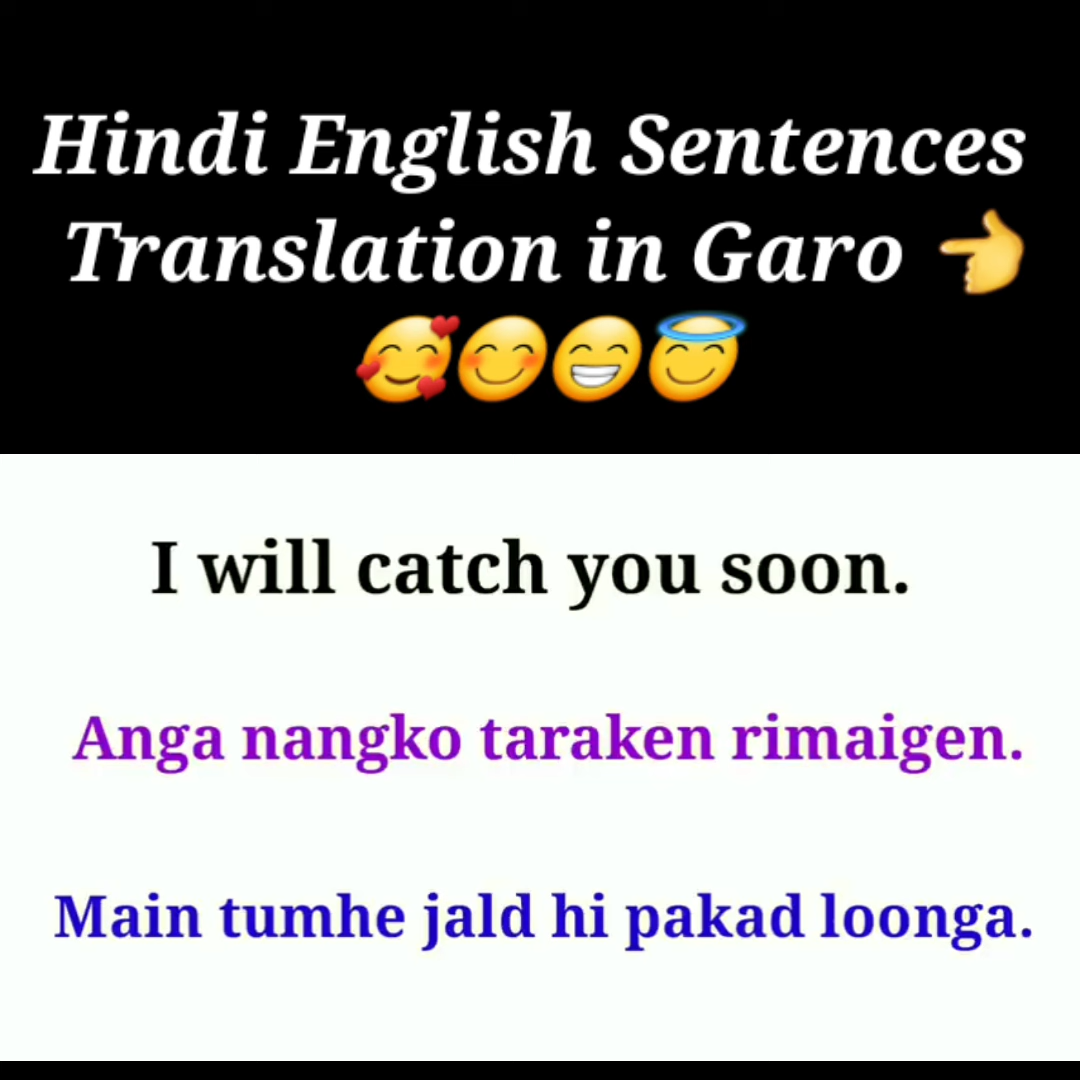 Hindi English Sentences
Translation in Garo 👈
🥰😊😁😇
I will catch you soon.
Anga nangko taraken rimaigen.
Main tumhe jald hi pakad loonga.